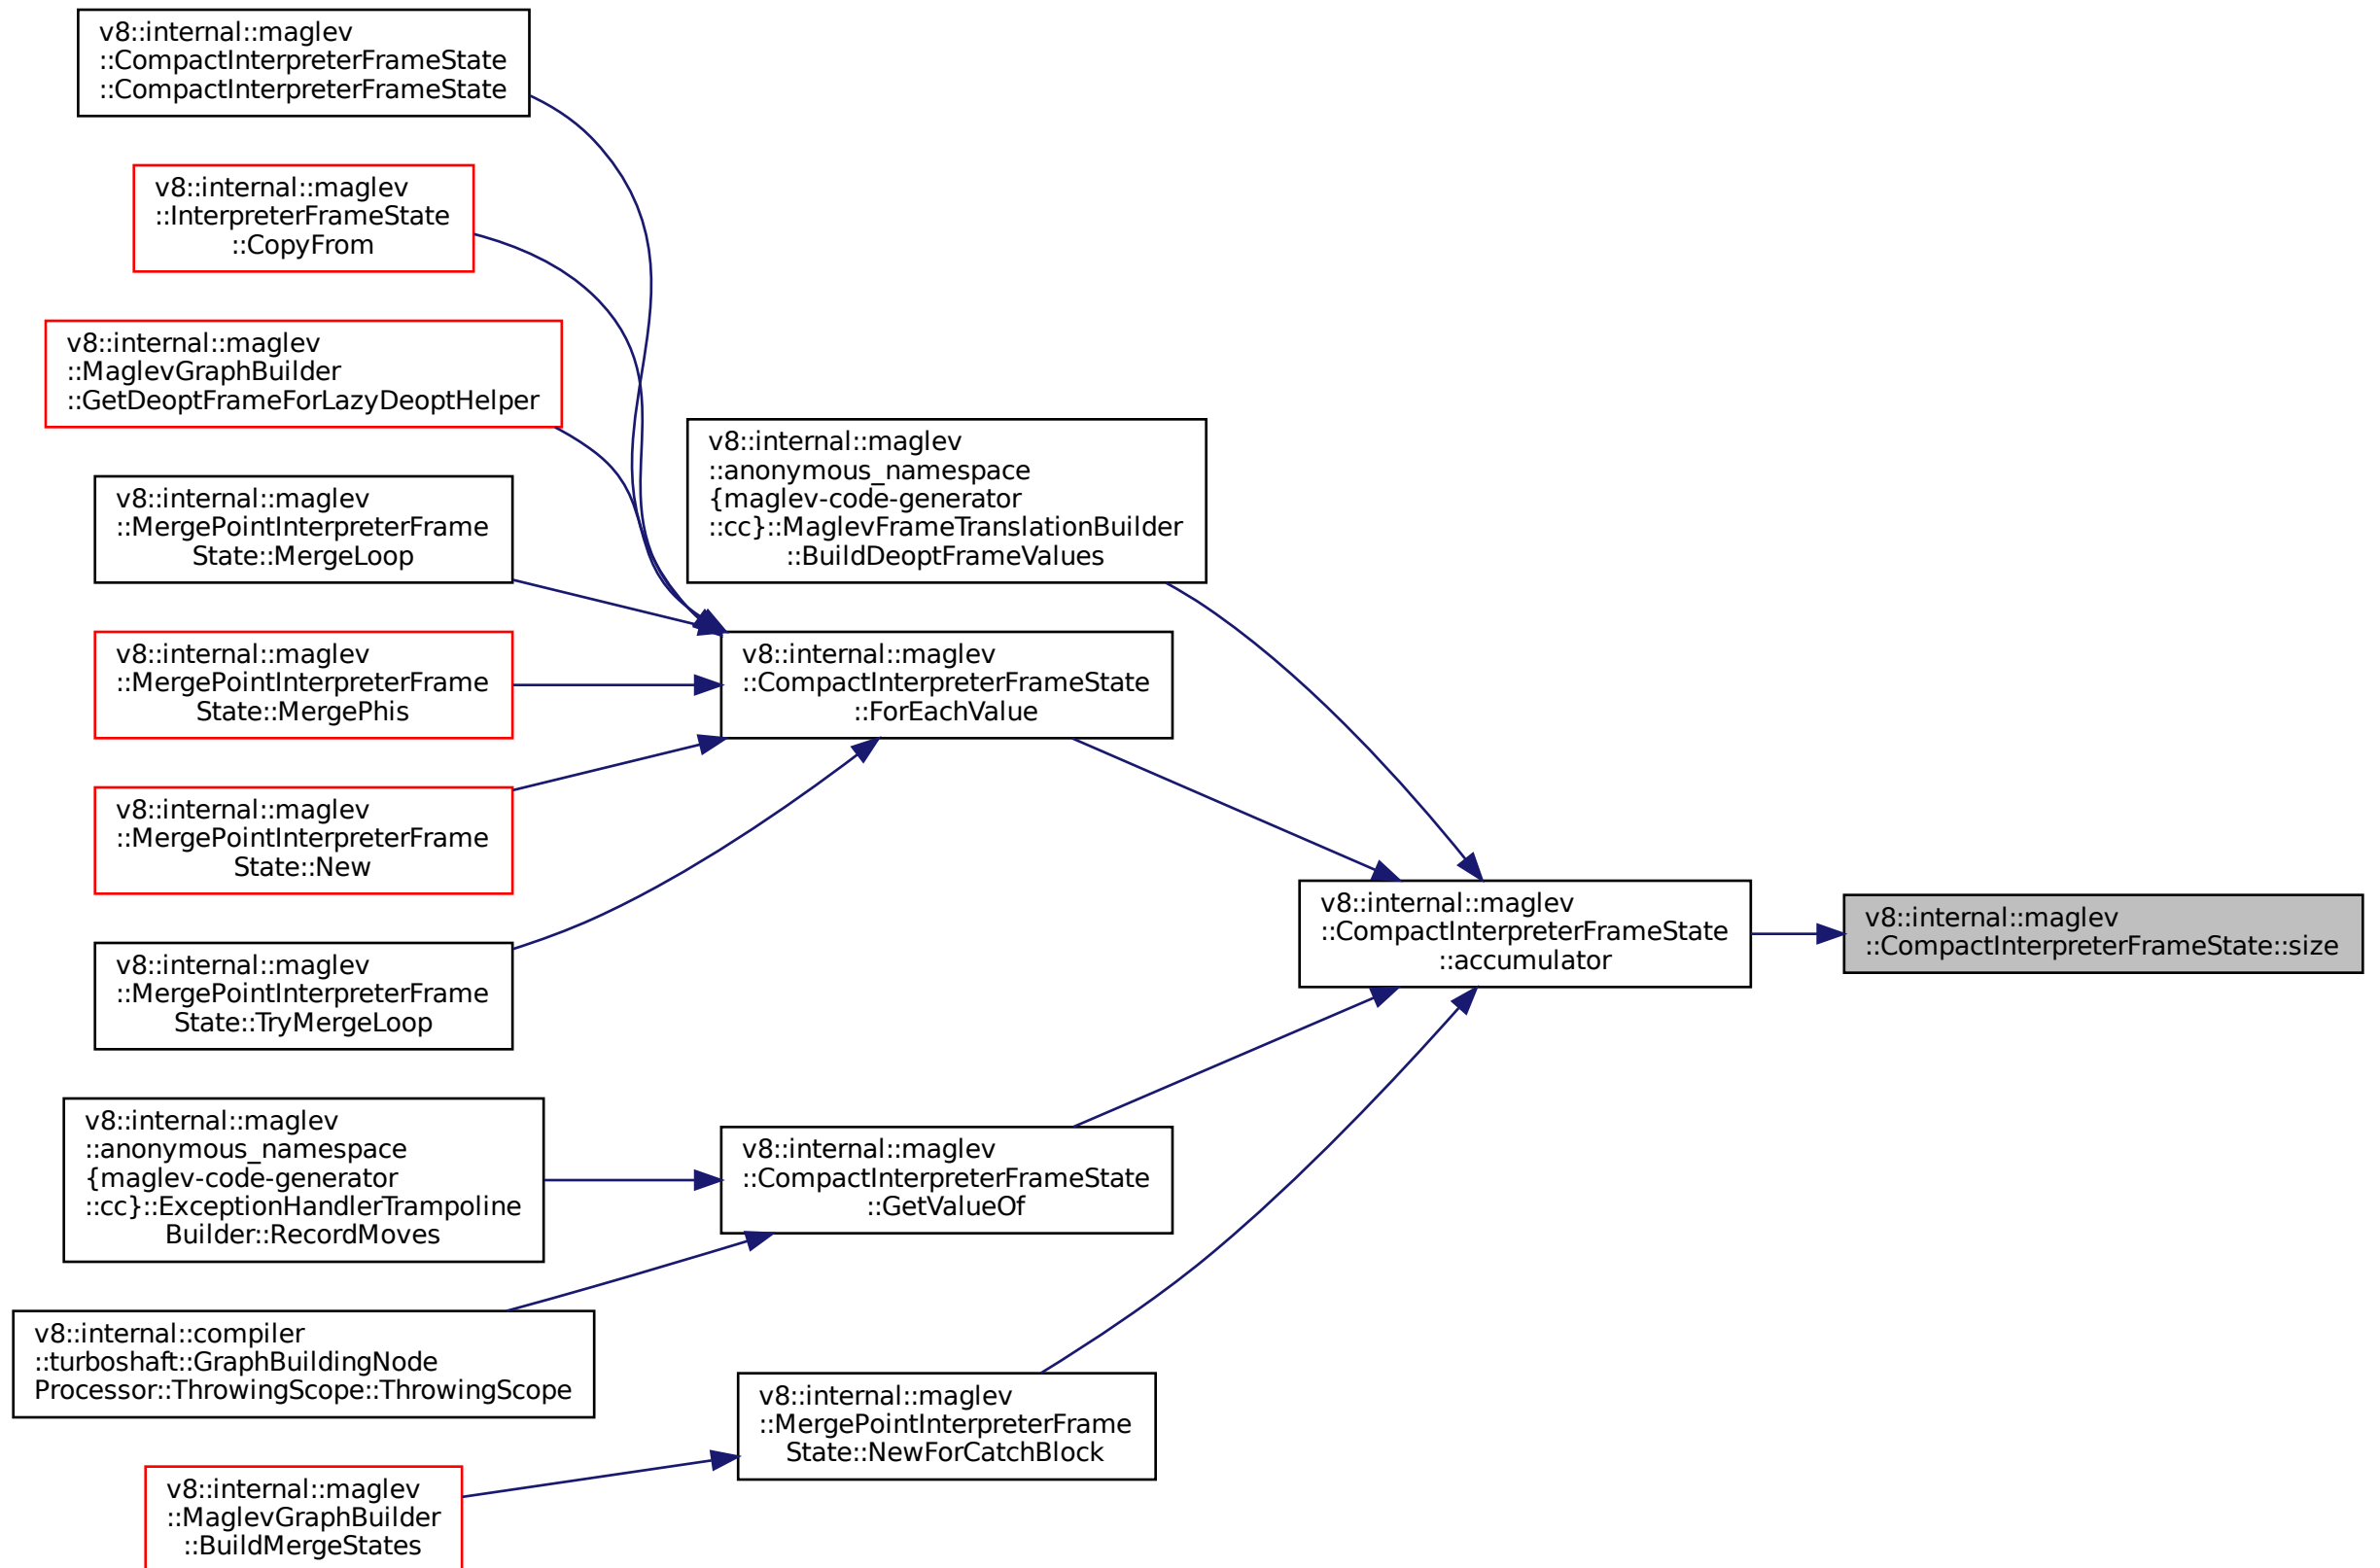 v8::internal::maglev
::CompactInterpreterFrameState
::CompactInterpreterFrameState
v8::internal::maglev
::InterpreterFrameState
::CopyFrom
v8::internal::maglev
::MaglevGraphBuilder
::GetDeoptFrameForLazyDeoptHelper
v8::internal::maglev
::MergePointInterpreterFrame
State::MergeLoop
v8::internal::maglev
::MergePointInterpreterFrame
State::MergePhis
v8::internal::maglev
::MergePointInterpreterFrame
State::New
v8::internal::maglev
::MergePointInterpreterFrame
State::TryMergeLoop
v8::internal::maglev
::anonymous_namespace
{maglev-code-generator
::cc}::ExceptionHandlerTrampoline
Builder::RecordMoves
v8::internal::compiler
::turboshaft::GraphBuildingNode
Processor::ThrowingScope::ThrowingScope
v8::internal::maglev
::MaglevGraphBuilder
::BuildMergeStates
v8::internal::maglev
::anonymous_namespace
{maglev-code-generator
::cc}::MaglevFrameTranslationBuilder
::BuildDeoptFrameValues
v8::internal::maglev
::CompactInterpreterFrameState
::ForEachValue
v8::internal::maglev
::CompactInterpreterFrameState
::GetValueOf
v8::internal::maglev
::MergePointInterpreterFrame
State::NewForCatchBlock
v8::internal::maglev
::CompactInterpreterFrameState
::accumulator
v8::internal::maglev
::CompactInterpreterFrameState::size